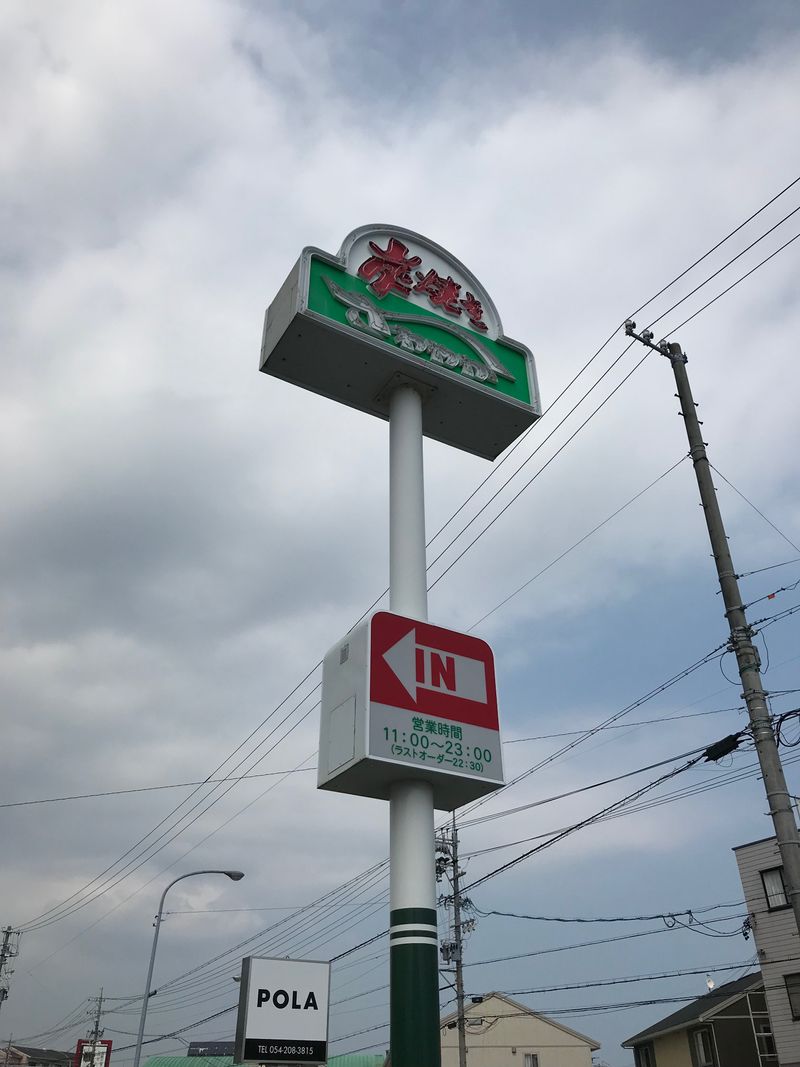 炭焼き
さわやか
IN
営業時間
11:00～23:00
(ラストオーダー22:30)
POLA
TEL 054-208-3815